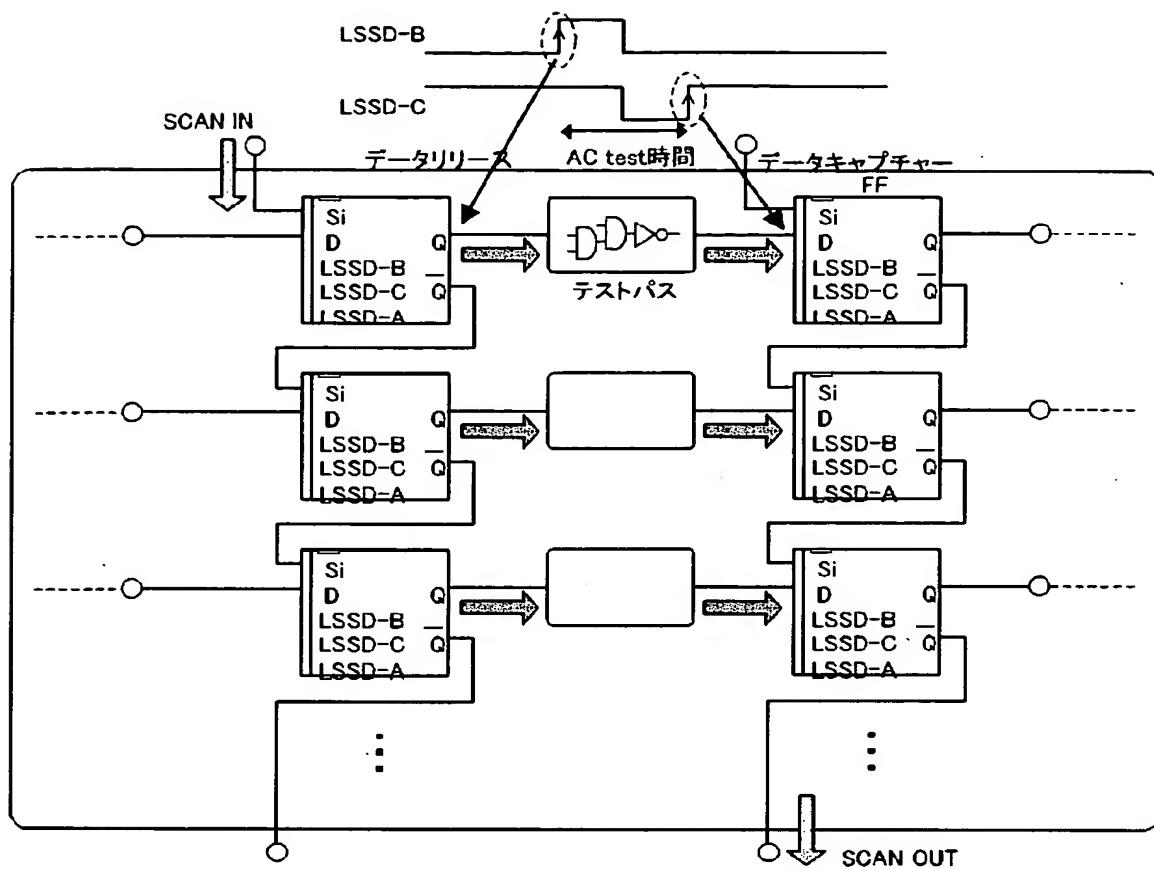 LSSD-B
LSSD-C
SCAN IN
データリリース
AC test時間
データキャプチャー
FF
Si
D Q
LSSD-B
LSSD-C Q
LSSD-A
テストパス
Si
D Q
LSSD-B
LSSD-C Q
LSSD-A
Si
D Q
LSSD-B
LSSD-C Q
LSSD-A
Si
D Q
LSSD-B
LSSD-C Q
LSSD-A
Si
D Q
LSSD-B
LSSD-C Q
LSSD-A
Si
D Q
LSSD-B
LSSD-C Q
LSSD-A
SCAN OUT